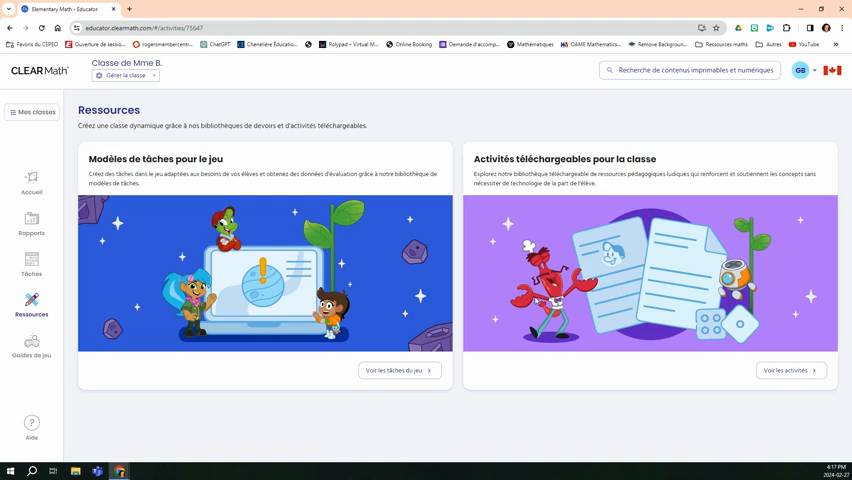 Elementary Math - Educator
educator.clearmath.com/#/activities/75647
Favoris du CEPEO
Ouverture de sessio...
rogersmembercentr...
ChatGPT
Chenelière Éducatio...
Polypad – Virtual M...
Online Booking
Demande d'accomp...
Mathématiques
OAME Mathematics...
Remove Backgroun...
Ressources maths
Autres
YouTube
CLEARMath
Classe de Mme B.
Gérer la classe
Recherche de contenus imprimables et numériques
GB
Mes classes
Accueil
Rapports
Tâches
Ressources
Guides de jeu
Aide
Ressources
Créez une classe dynamique grâce à nos bibliothèques de devoirs et d'activités téléchargeables.
Modèles de tâches pour le jeu
Créez des tâches dans le jeu adaptées aux besoins de vos élèves et obtenez des données d'évaluation grâce à notre bibliothèque de
modèles de tâches.
Voir les tâches du jeu
Activités téléchargeables pour la classe
Explorez notre bibliothèque téléchargeable de ressources pédagogiques ludiques qui renforcent et soutiennent les concepts sans
nécessiter de technologie de la part de l'élève.
Voir les activités
4:17 PM
2024-02-27